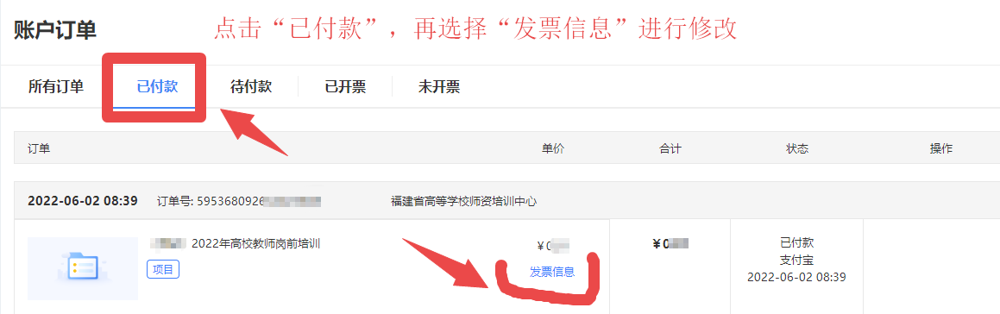 账户订单
点击“已付款”，再选择“发票信息”进行修改
所有订单 已付款 待付款 已开票 未开票
订单 单价 合计 状态 操作
2022-06-02 08:39 订单号: 5953680926 福建省高等学校师资培训中心
2022年高校教师岗前培训 ￥0 ￥0 已付款
项目 发票信息 支付宝
2022-06-02 08:39